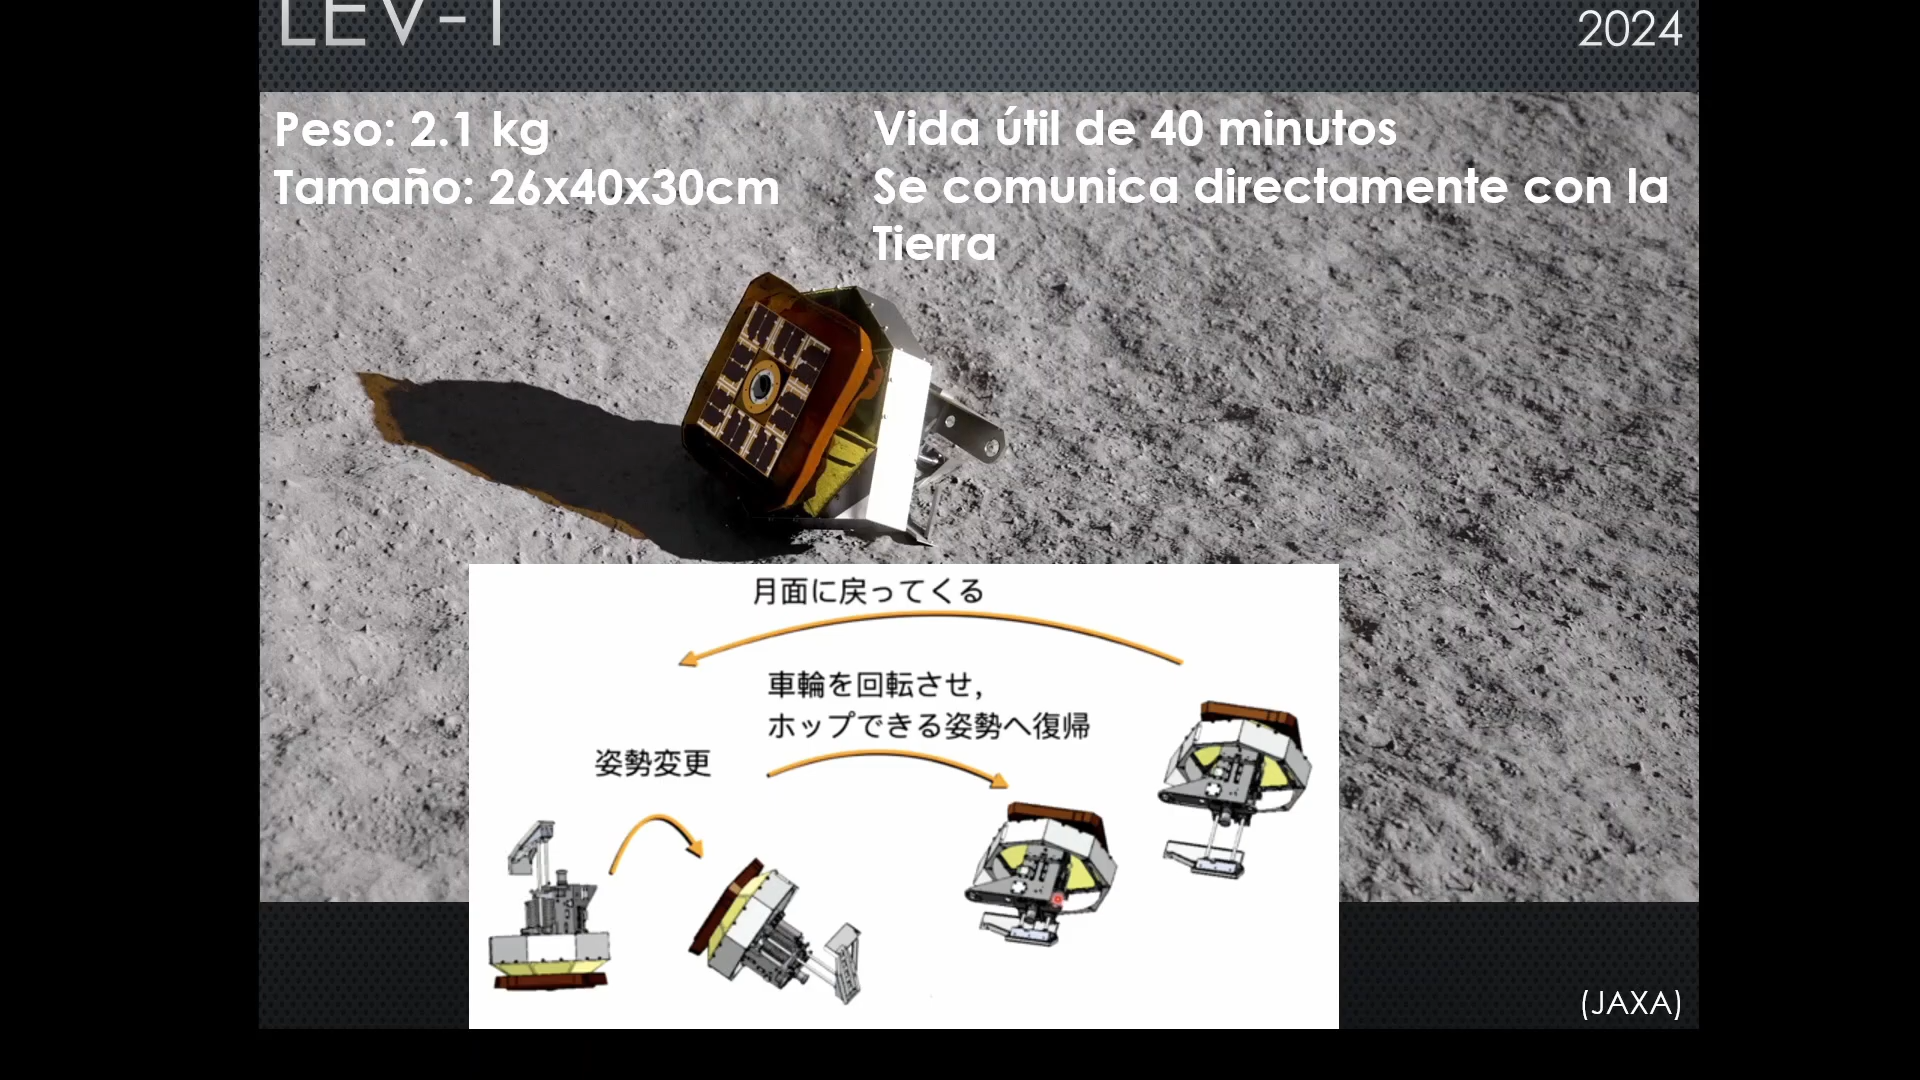 LEV-1
2024
Peso: 2.1 kg
Tamaño: 26x40x30cm
Vida útil de 40 minutos
Se comunica directamente con la
Tierra
月面に戻ってくる
車輪を回転させ,
ホップできる姿勢へ復帰
姿勢変更
(JAXA)